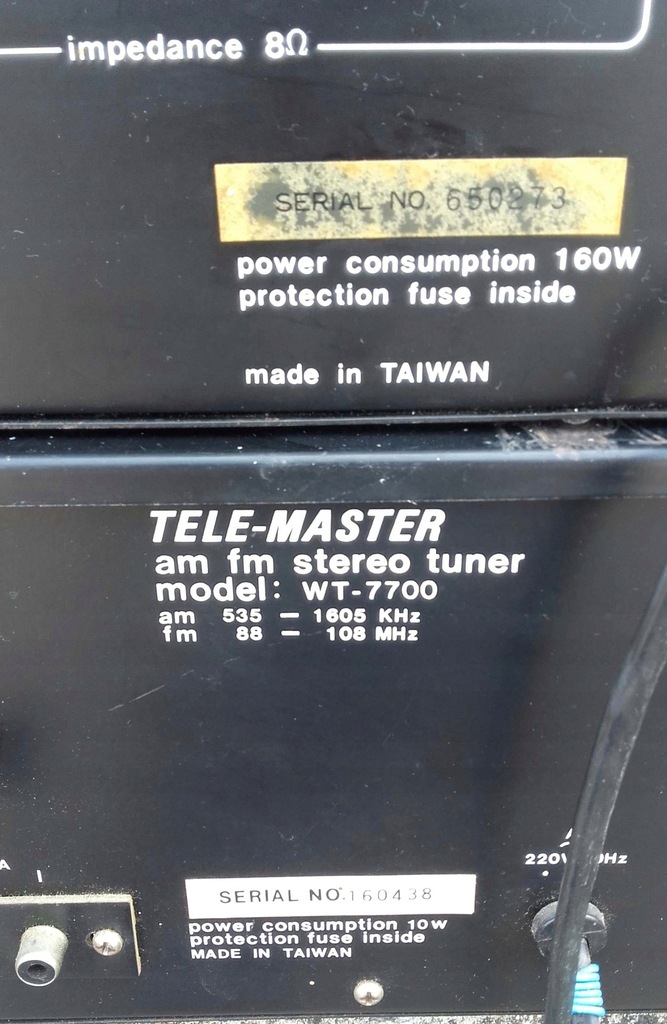 impedance 8Ω
SERIAL NO. 650273
power consumption 160W
protection fuse inside
made in TAIWAN
TELE-MASTER
am fm stereo tuner
model: WT-7700
am 535 — 1605 KHz
fm 88 — 108 MHz
220V
SERIAL NO. 160438
power consumption 10w
protection fuse inside
MADE IN TAIWAN